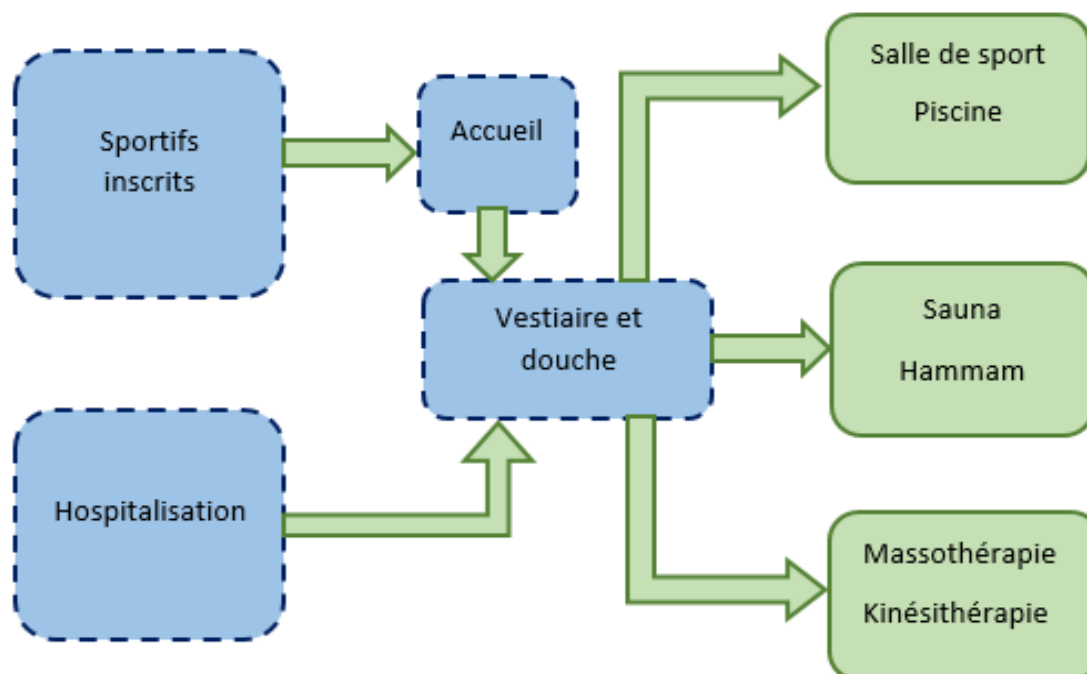 Sportifs
inscrits
Accueil
Vestiaire et
douche
Hospitalisation
Salle de sport
Piscine
Sauna
Hammam
Massothérapie
Kinésithérapie